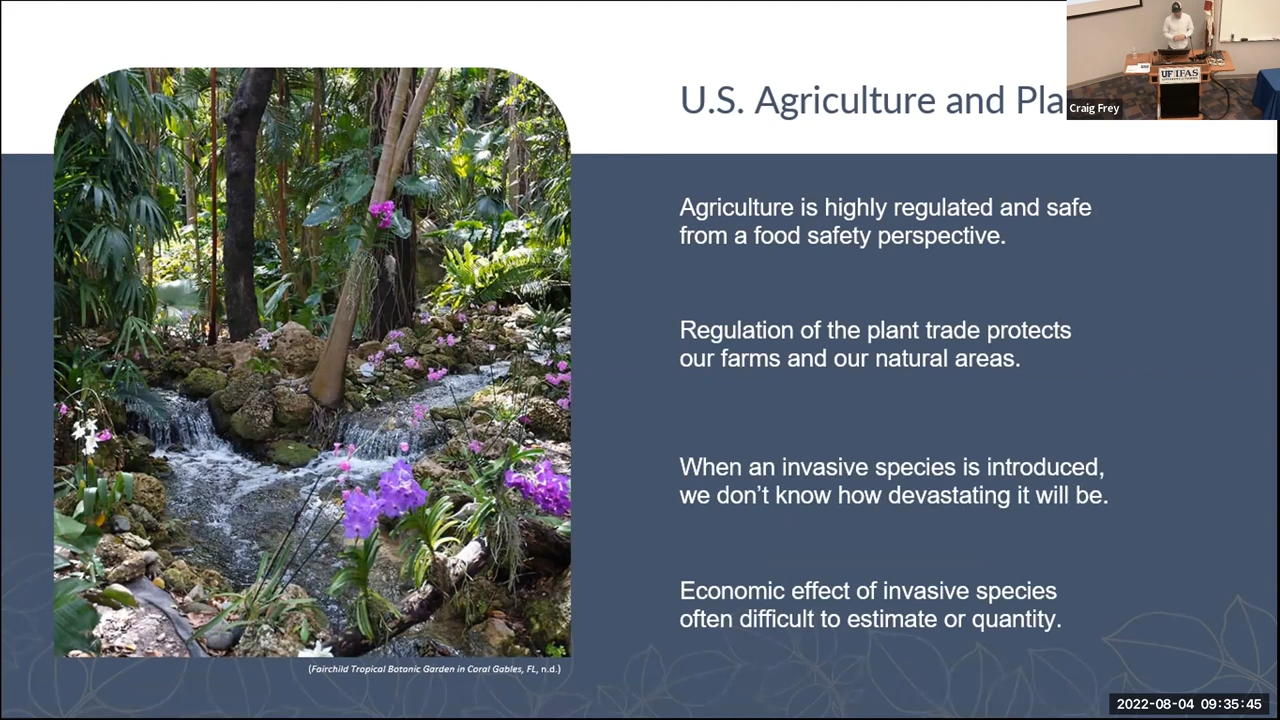 U.S. Agriculture and Pla
Craig Frey
UF|IFAS
Agriculture is highly regulated and safe
from a food safety perspective.
Regulation of the plant trade protects
our farms and our natural areas.
When an invasive species is introduced,
we don’t know how devastating it will be.
Economic effect of invasive species
often difficult to estimate or quantity.
(Fairchild Tropical Botanic Garden in Coral Gables, FL, n.d.)
2022-08-04 09:35:45